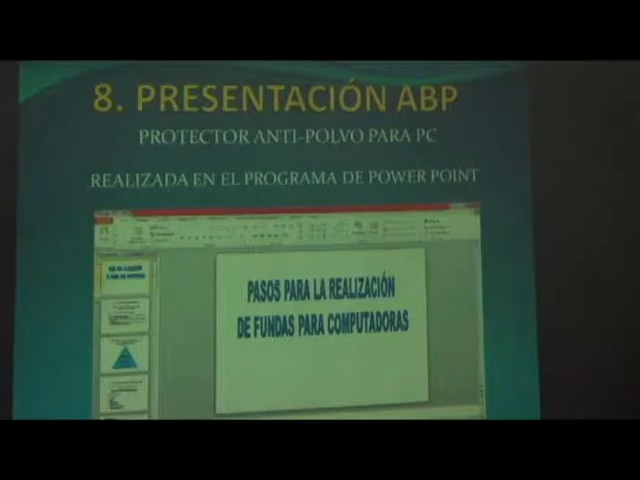 8. PRESENTACIÓN ABP
PROTECTOR ANTI-POLVO PARA PC
REALIZADA EN EL PROGRAMA DE POWER POINT
PASOS PARA LA REALIZACIÓN
DE FUNDAS PARA COMPUTADORAS